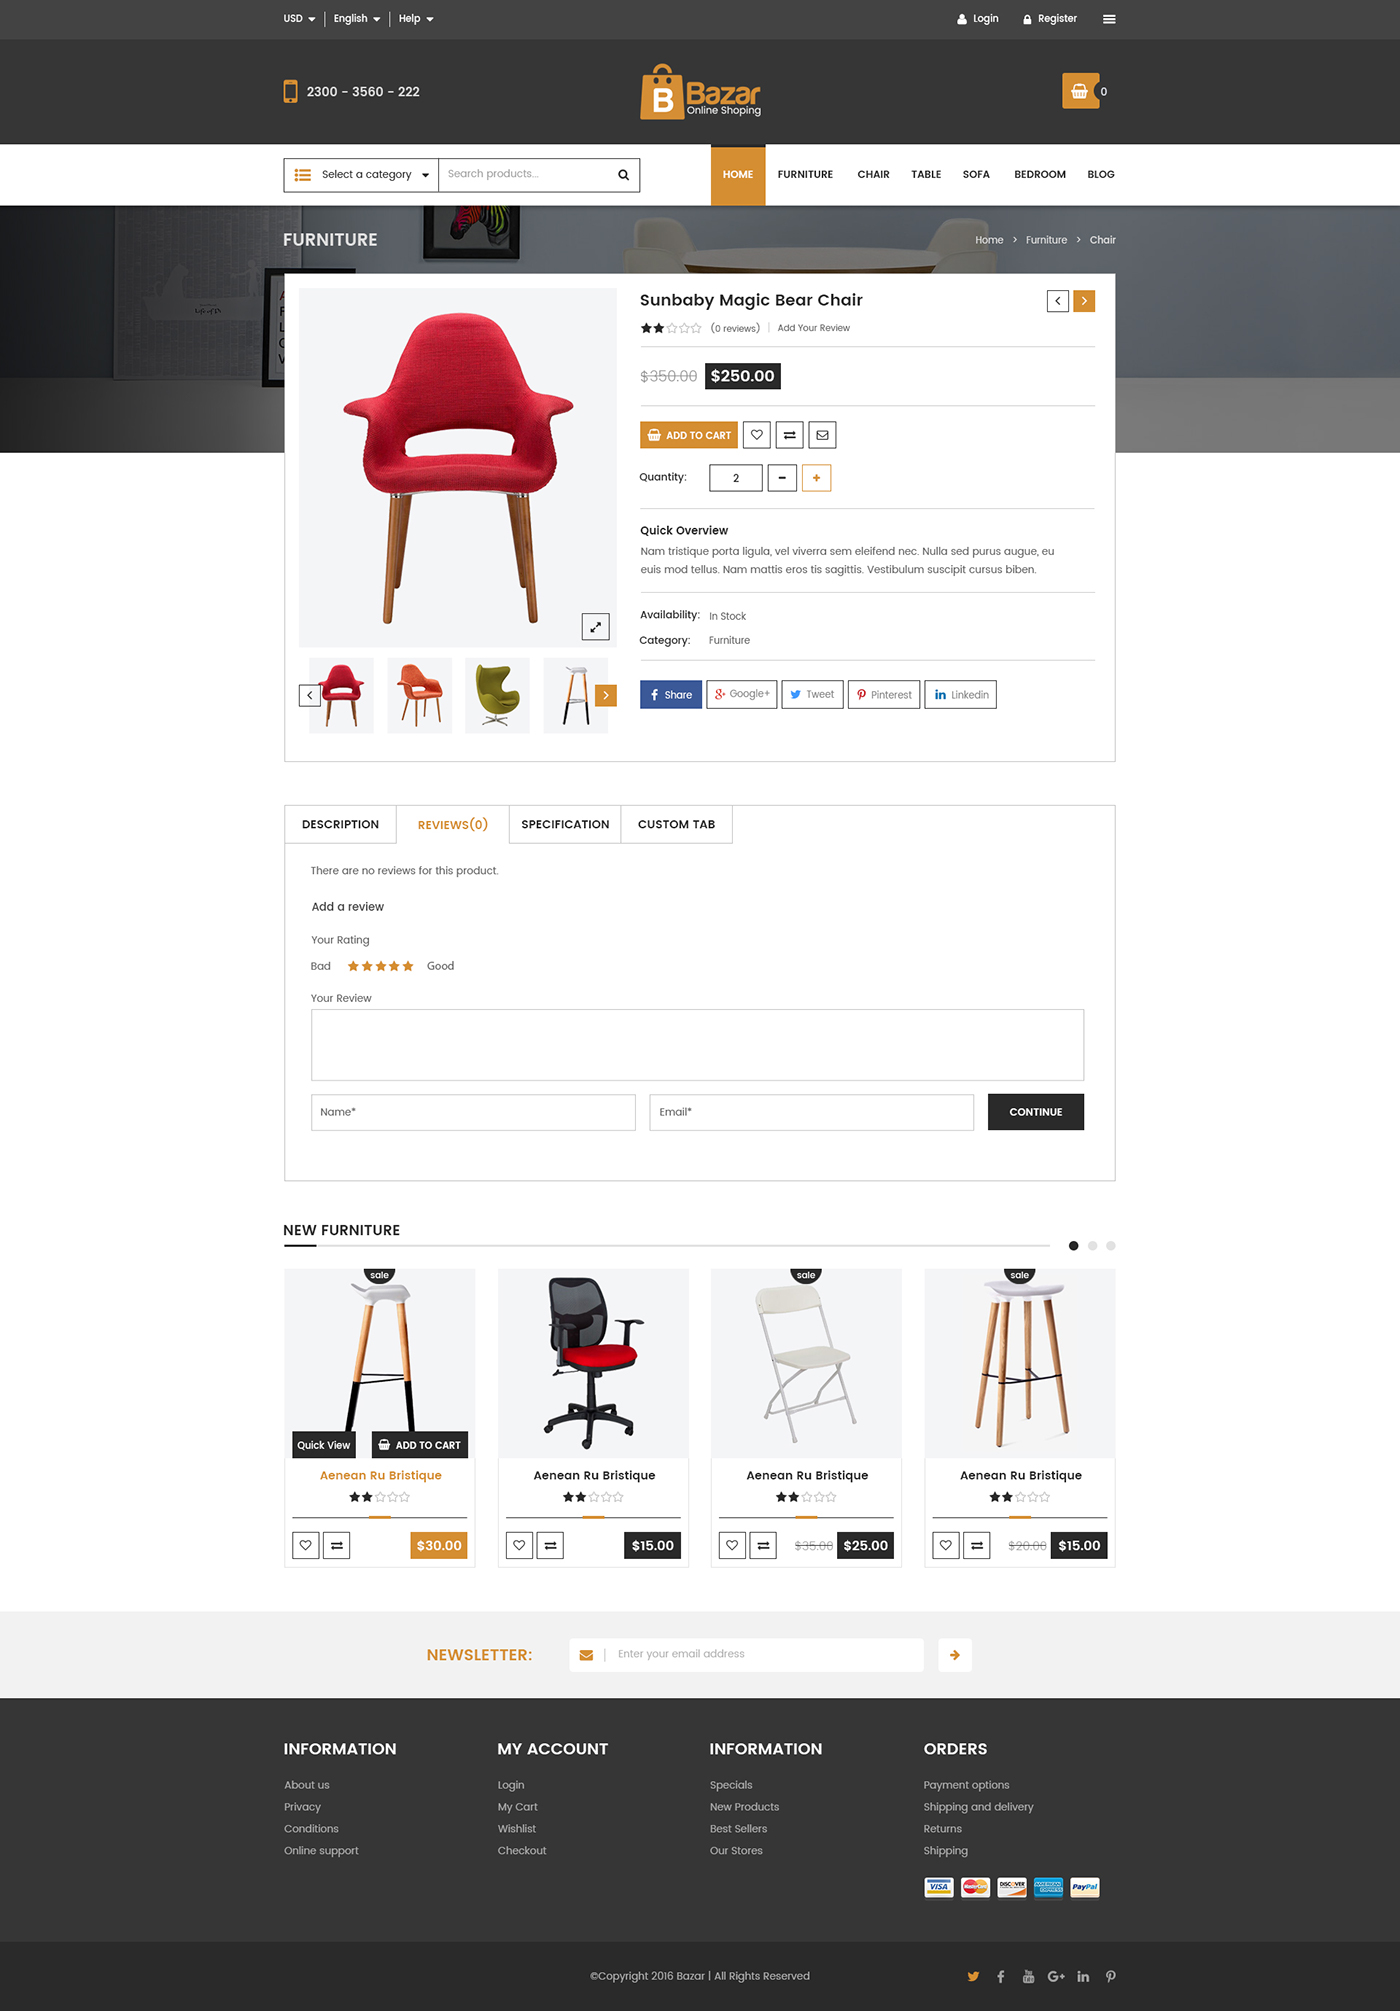 USD English Help Login Register
2300 - 3560 - 222
B Bazar
Online Shoping
0
Select a category Search products... HOME FURNITURE CHAIR TABLE SOFA BEDROOM BLOG
FURNITURE Home > Furniture > Chair
Life of Pi
Sunbaby Magic Bear Chair
(0 reviews) | Add Your Review
$350.00 $250.00
ADD TO CART
Quantity: 2 - +
Quick Overview
Nam tristique porta ligula, vel viverra sem eleifend nec. Nulla sed purus augue, eu
euis mod tellus. Nam mattis eros tis sagittis. Vestibulum suscipit cursus biben.
Availability: In Stock
Category: Furniture
Share Google+ Tweet Pinterest Linkedin
DESCRIPTION REVIEWS(0) SPECIFICATION CUSTOM TAB
There are no reviews for this product.
Add a review
Your Rating
Bad Good
Your Review
Name* Email* CONTINUE
NEW FURNITURE
sale sale sale
Quick View ADD TO CART
Aenean Ru Bristique Aenean Ru Bristique Aenean Ru Bristique Aenean Ru Bristique
$30.00 $15.00 $35.00 $25.00 $20.00 $15.00
NEWSLETTER: Enter your email address
INFORMATION MY ACCOUNT INFORMATION ORDERS
About us Login Specials Payment options
Privacy My Cart New Products Shipping and delivery
Conditions Wishlist Best Sellers Returns
Online support Checkout Our Stores Shipping
VISA MasterCard DISCOVER AMERICAN EXPRESS PayPal
©Copyright 2016 Bazar | All Rights Reserved